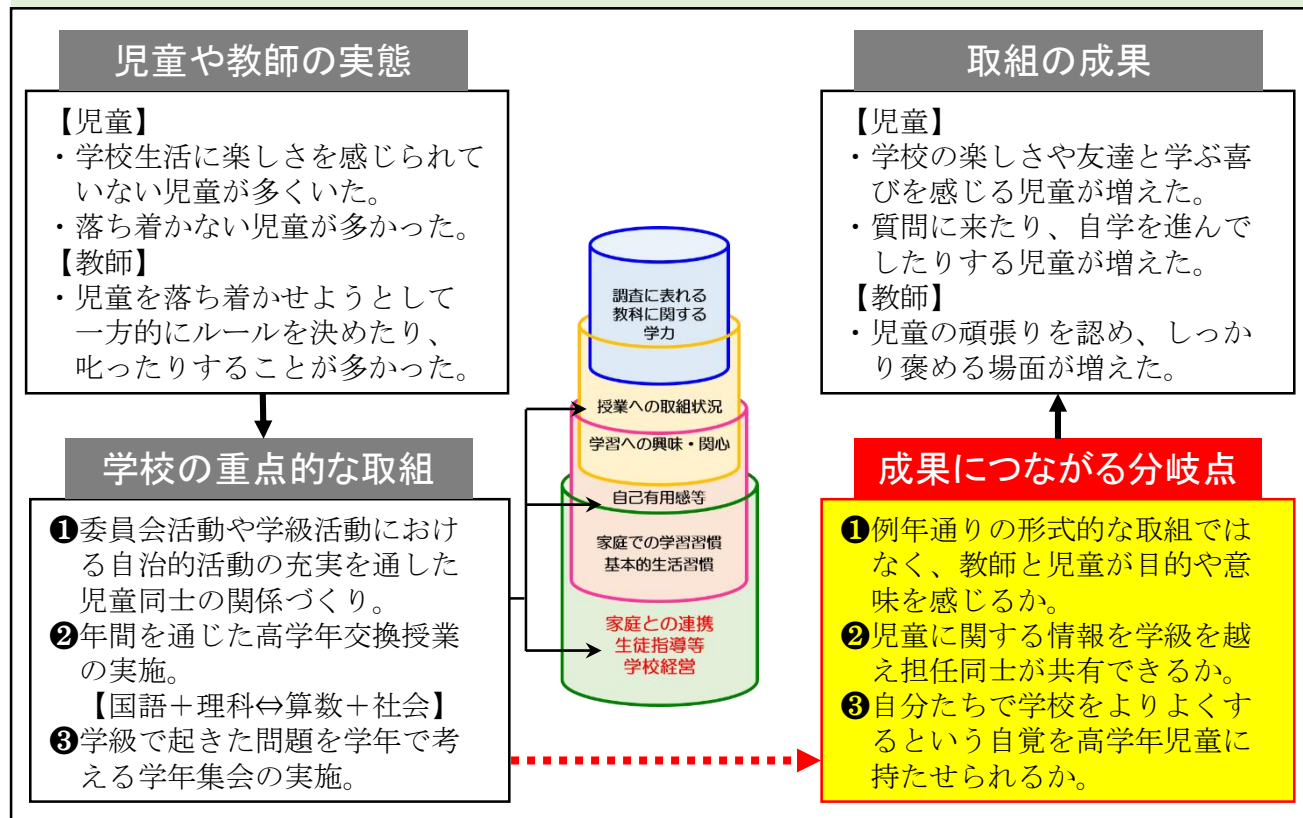 児童や教師の実態
【児童】
・学校生活に楽しさを感じられて
いない児童が多くいた。
・落ち着かない児童が多かった。
【教師】
・児童を落ち着かせようとして
一方的にルールを決めたり、
叱ったりすることが多かった。
学校の重点的な取組
❶委員会活動や学級活動におけ
る自治的活動の充実を通した
児童同士の関係づくり。
❷年間を通じた高学年交換授業
の実施。
【国語＋理科⇔算数＋社会】
❸学級で起きた問題を学年で考
える学年集会の実施。
調査に表れる
教科に関する
学力
授業への取組状況
学習への興味・関心
自己有用感等
家庭での学習習慣
基本的生活習慣
家庭との連携
生徒指導等
学校経営
取組の成果
【児童】
・学校の楽しさや友達と学ぶ喜
びを感じる児童が増えた。
・質問に来たり、自学を進んで
したりする児童が増えた。
【教師】
・児童の頑張りを認め、しっか
り褒める場面が増えた。
成果につながる分岐点
❶例年通りの形式的な取組では
なく、教師と児童が目的や意
味を感じるか。
❷児童に関する情報を学級を越
え担任同士が共有できるか。
❸自分たちで学校をよりよくす
るという自覚を高学年児童に
持たせられるか。